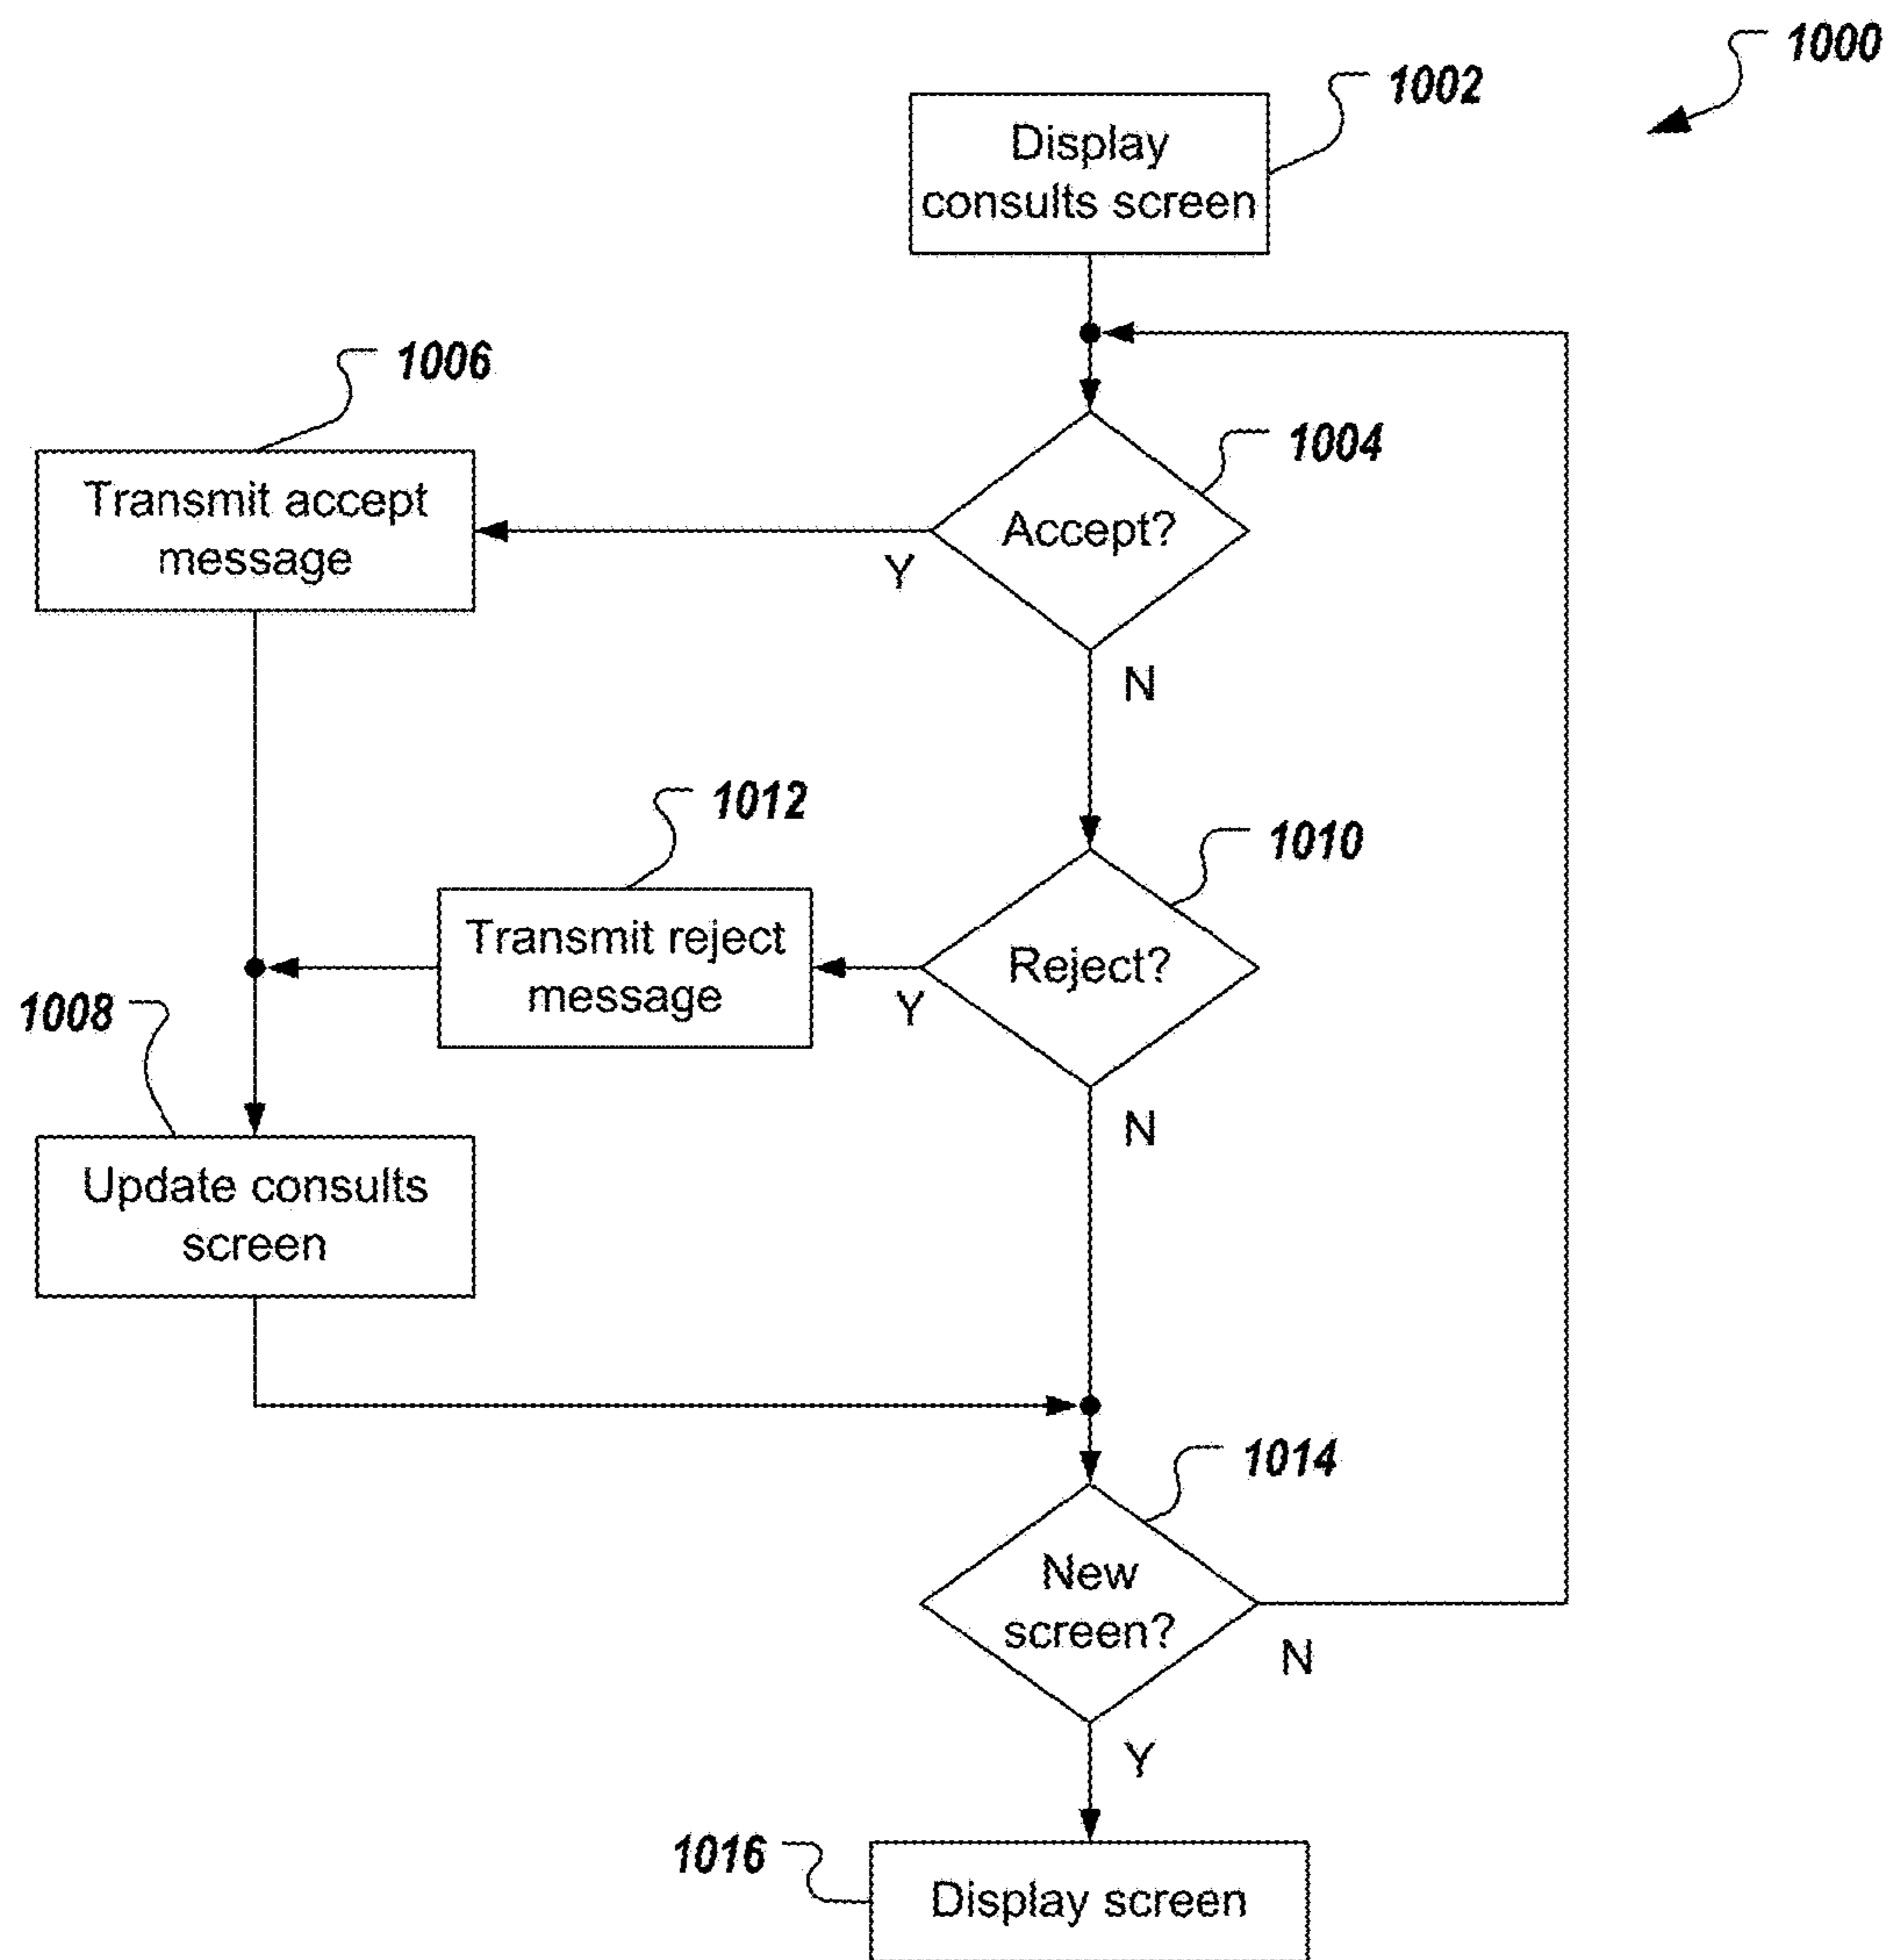 1000
1002
Display
consults screen
1006
Transmit accept
message
1004
Accept?
Y
N
1012
Transmit reject
message
1010
Reject?
Y
N
1008
Update consults
screen
1014
New
screen?
N
Y
1016
Display screen